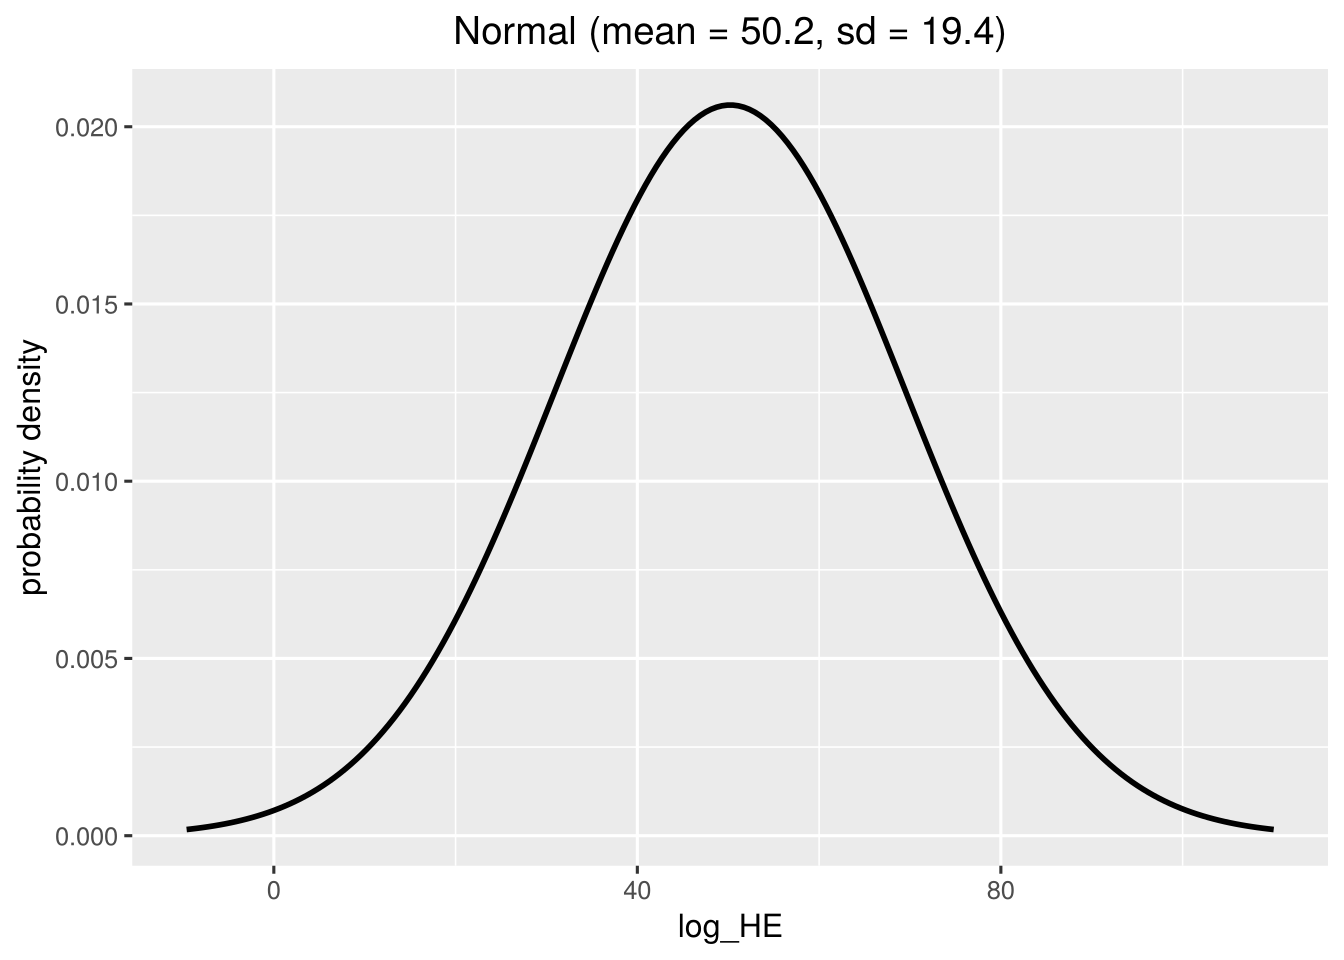 Normal (mean = 50.2, sd = 19.4)
probability density
0.020
0.015
0.010
0.005
0.000
0 40 80
log_HE